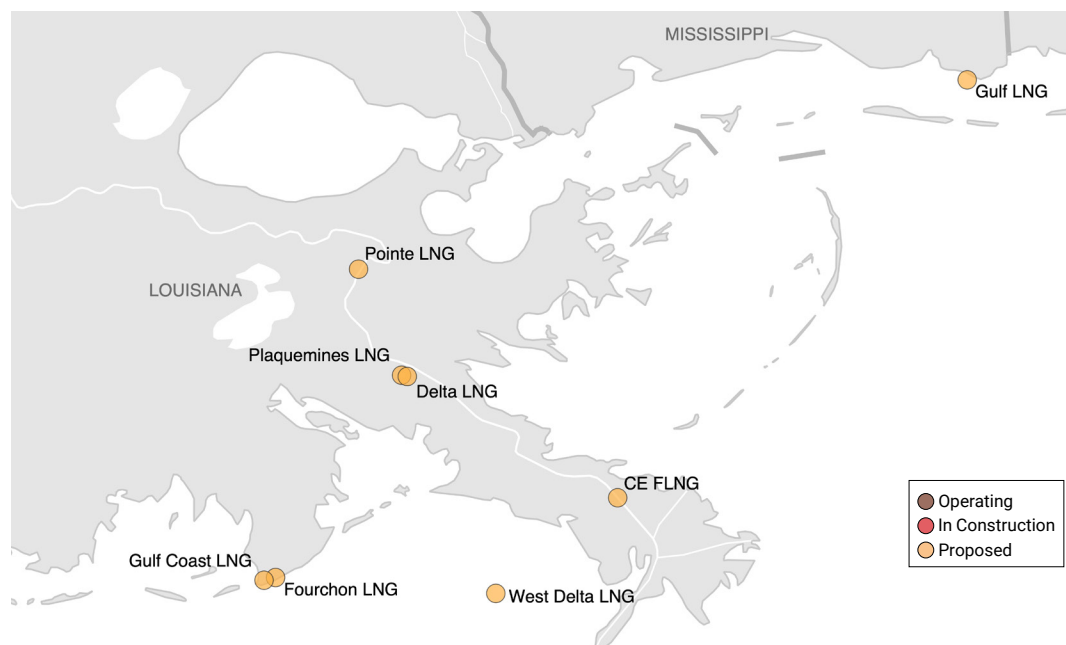 MISSISSIPPI
Gulf LNG
Pointe LNG
LOUISIANA
Plaquemines LNG
Delta LNG
CE FLNG
Operating
In Construction
Proposed
Gulf Coast LNG
Fourchon LNG
West Delta LNG